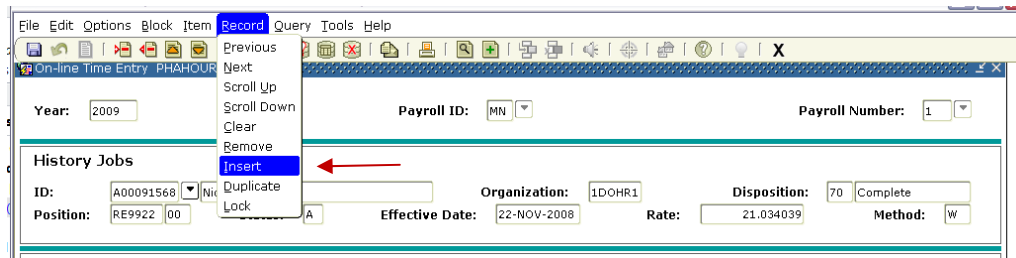 File Edit Options Block Item Record Query Tools Help
X
On-line Time Entry PHAHOUR
Previous
Next
Scroll Up
Scroll Down
Clear
Remove
Insert
Duplicate
Lock
Year: 2009 Payroll ID: MN Payroll Number: 1
History Jobs
ID: A00091568 Organization: 1DOHR1 Disposition: 70 Complete
Position: RE9922 00 A Effective Date: 22-NOV-2008 Rate: 21.034039 Method: W